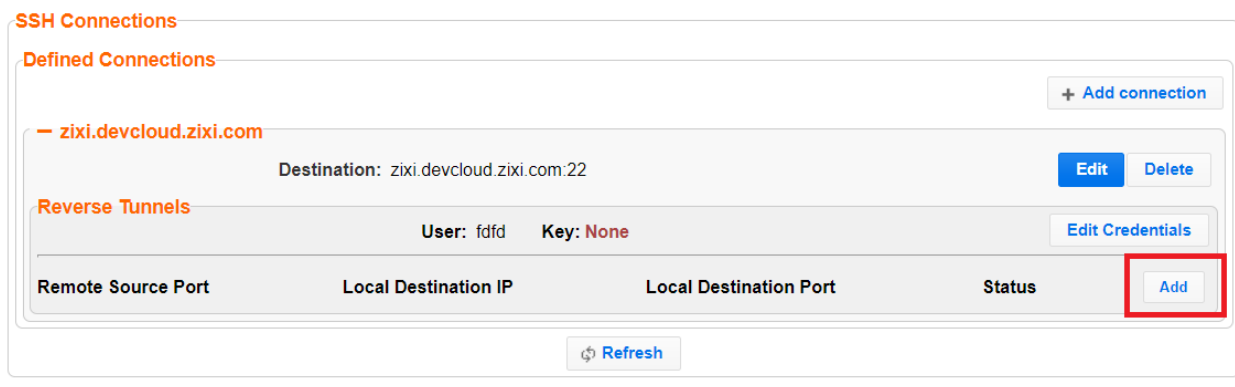 SSH Connections
Defined Connections
+ Add connection
− zixi.devcloud.zixi.com
Destination: zixi.devcloud.zixi.com:22 Edit Delete
Reverse Tunnels
User: fdfd Key: None Edit Credentials
Remote Source Port Local Destination IP Local Destination Port Status Add
Refresh